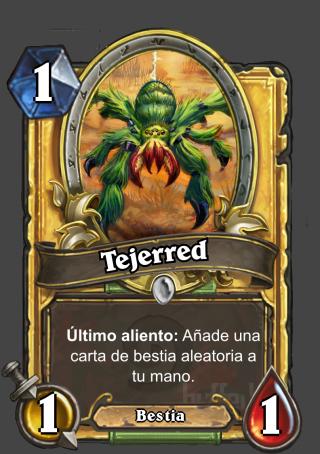 1
Tejerred
Último aliento: Añade una
carta de bestia aleatoria a
tu mano.
1
Bestia
1